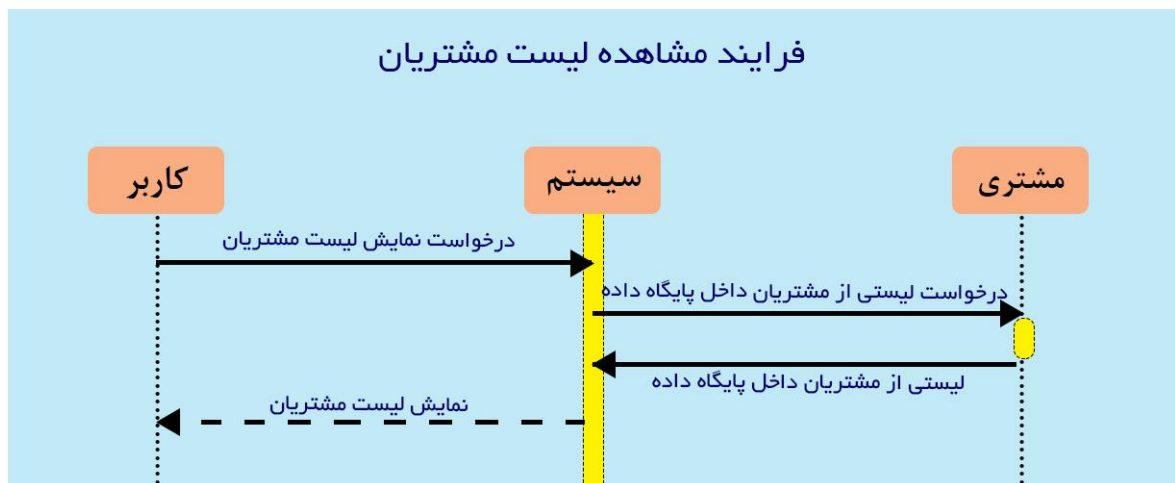 فرایند مشاهده لیست مشتریان
کاربر
سیستم
مشتری
درخواست نمایش لیست مشتریان
درخواست لیستی از مشتریان داخل پایگاه داده
لیستی از مشتریان داخل پایگاه داده
نمایش لیست مشتریان